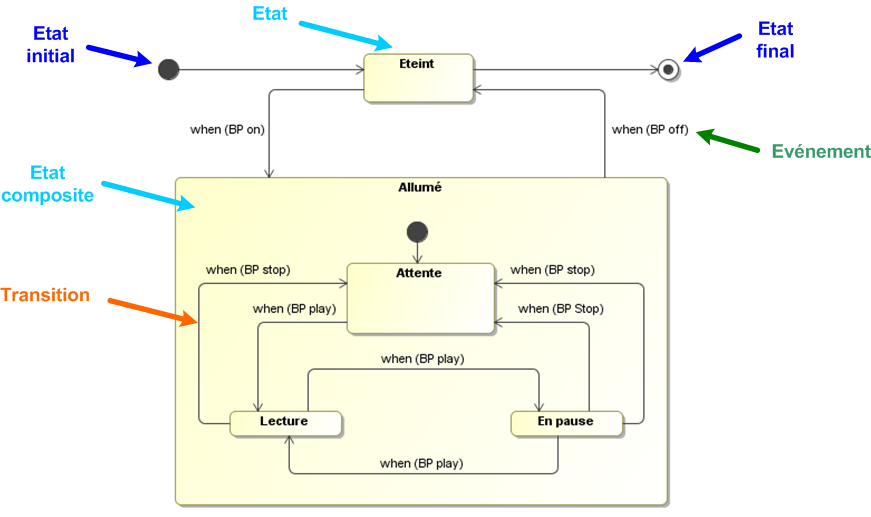 Etat
Etat
initial
Etat
final
Eteint
when (BP on)
when (BP off)
Evénement
Etat
composite
Allumé
Attente
when (BP stop)
when (BP stop)
Transition
when (BP play)
when (BP Stop)
when (BP play)
Lecture
En pause
when (BP play)